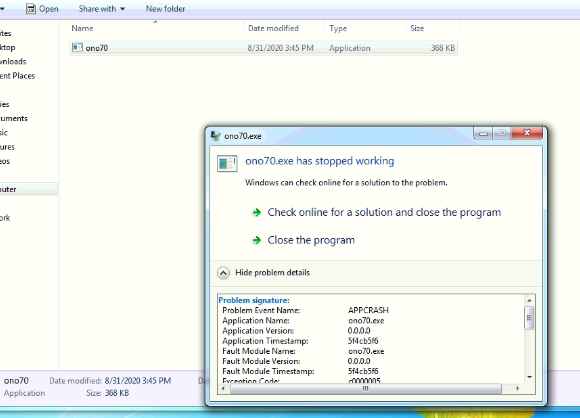 Open Share with New folder
Name Date modified Type Size
ono70 8/31/2020 3:45 PM Application 368 KB
ites
ktop
wnloads
ent Places
ies
uments
sic
ures
eos
puter
ork
ono70.exe
ono70.exe has stopped working
Windows can check online for a solution to the problem.
Check online for a solution and close the program
Close the program
Hide problem details
Problem signature:
Problem Event Name: APPCRASH
Application Name: ono70.exe
Application Version: 0.0.0.0
Application Timestamp: 5f4cb5f6
Fault Module Name: ono70.exe
Fault Module Version: 0.0.0.0
Fault Module Timestamp: 5f4cb5f6
Exception Code: c0000005
ono70 Date modified: 8/31/2020 3:45 PM Da
Application Size: 368 KB